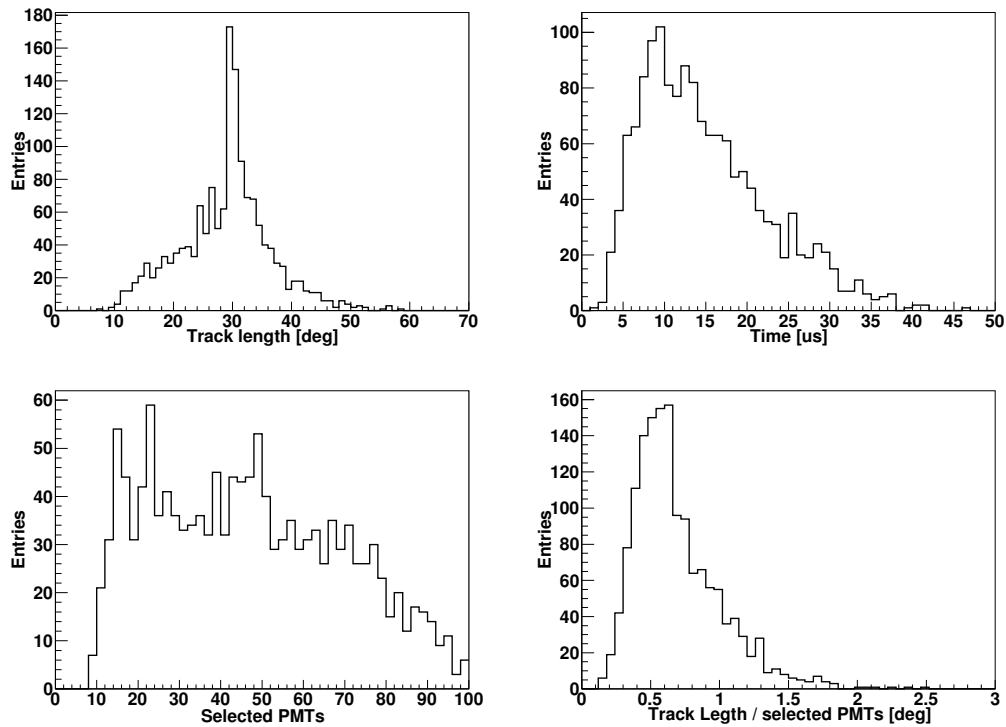 180
160
140
120
100
80
60
40
20
0
Entries
0 10 20 30 40 50 60 70
Track length [deg]
100
80
60
40
20
0
Entries
0 5 10 15 20 25 30 35 40 45 50
Time [us]
60
50
40
30
20
10
0
Entries
0 10 20 30 40 50 60 70 80 90 100
Selected PMTs
160
140
120
100
80
60
40
20
0
Entries
0 0.5 1 1.5 2 2.5 3
Track Legth / selected PMTs [deg]